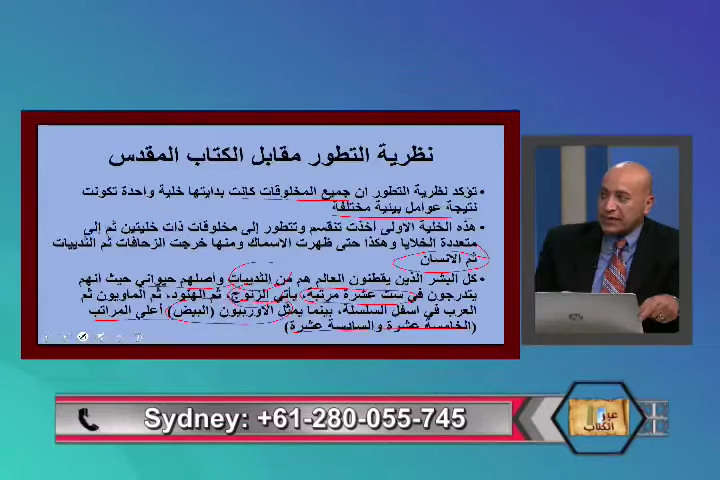 نظرية التطور مقابل الكتاب المقدس
• تؤكد نظرية التطور ان جميع المخلوقات كانت بدايتها خلية واحدة تكونت
نتيجة عوامل بيئية مختلفة
• هذه الخلية الاولى أخذت تنقسم وتتطور إلى مخلوقات ذات خليتين ثم إلى
متعددة الخلايا وهكذا حتى ظهرت الاسماك ومنها خرجت الزحافات ثم الثدييات
ثم الانسان
• كل البشر الذين يقطنون العالم هم من الثدييات وأصلهم حيواني حيث انهم
يتدرجون في ست عشرة مرتبة، يأتي الزنوج، ثم الهنود، ثم الماويون ثم
العرب في اسفل السلسلة، بينما يمثل الاوربيون (البيض) أعلى المراتب
(الخامسة عشرة والسادسة عشرة)
Sydney: +61-280-055-745
عبر
الكتاب